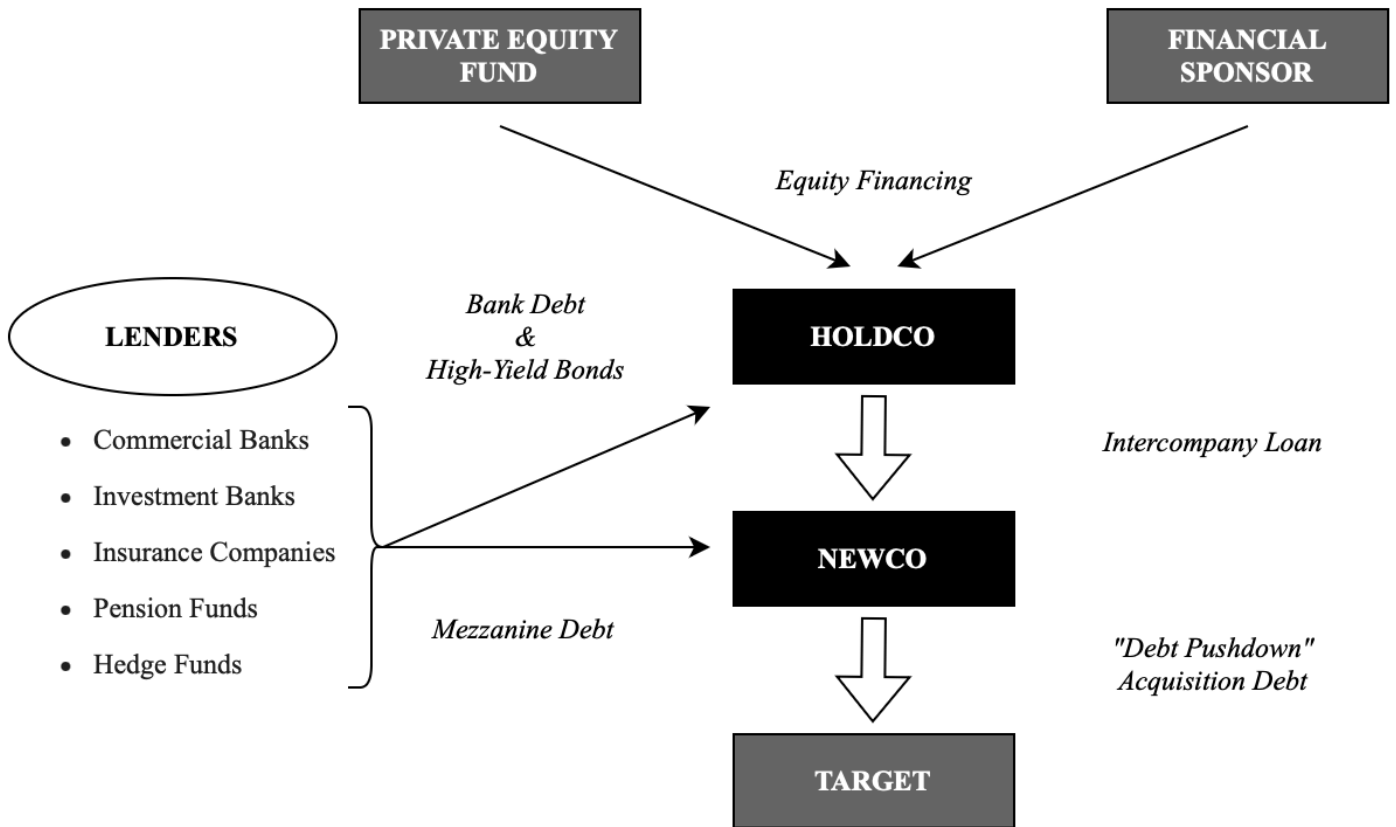 PRIVATE EQUITY
FUND
FINANCIAL
SPONSOR
Equity Financing
LENDERS
Bank Debt
&
High-Yield Bonds
HOLDCO
• Commercial Banks
• Investment Banks
• Insurance Companies
• Pension Funds
• Hedge Funds
Intercompany Loan
NEWCO
Mezzanine Debt
"Debt Pushdown"
Acquisition Debt
TARGET